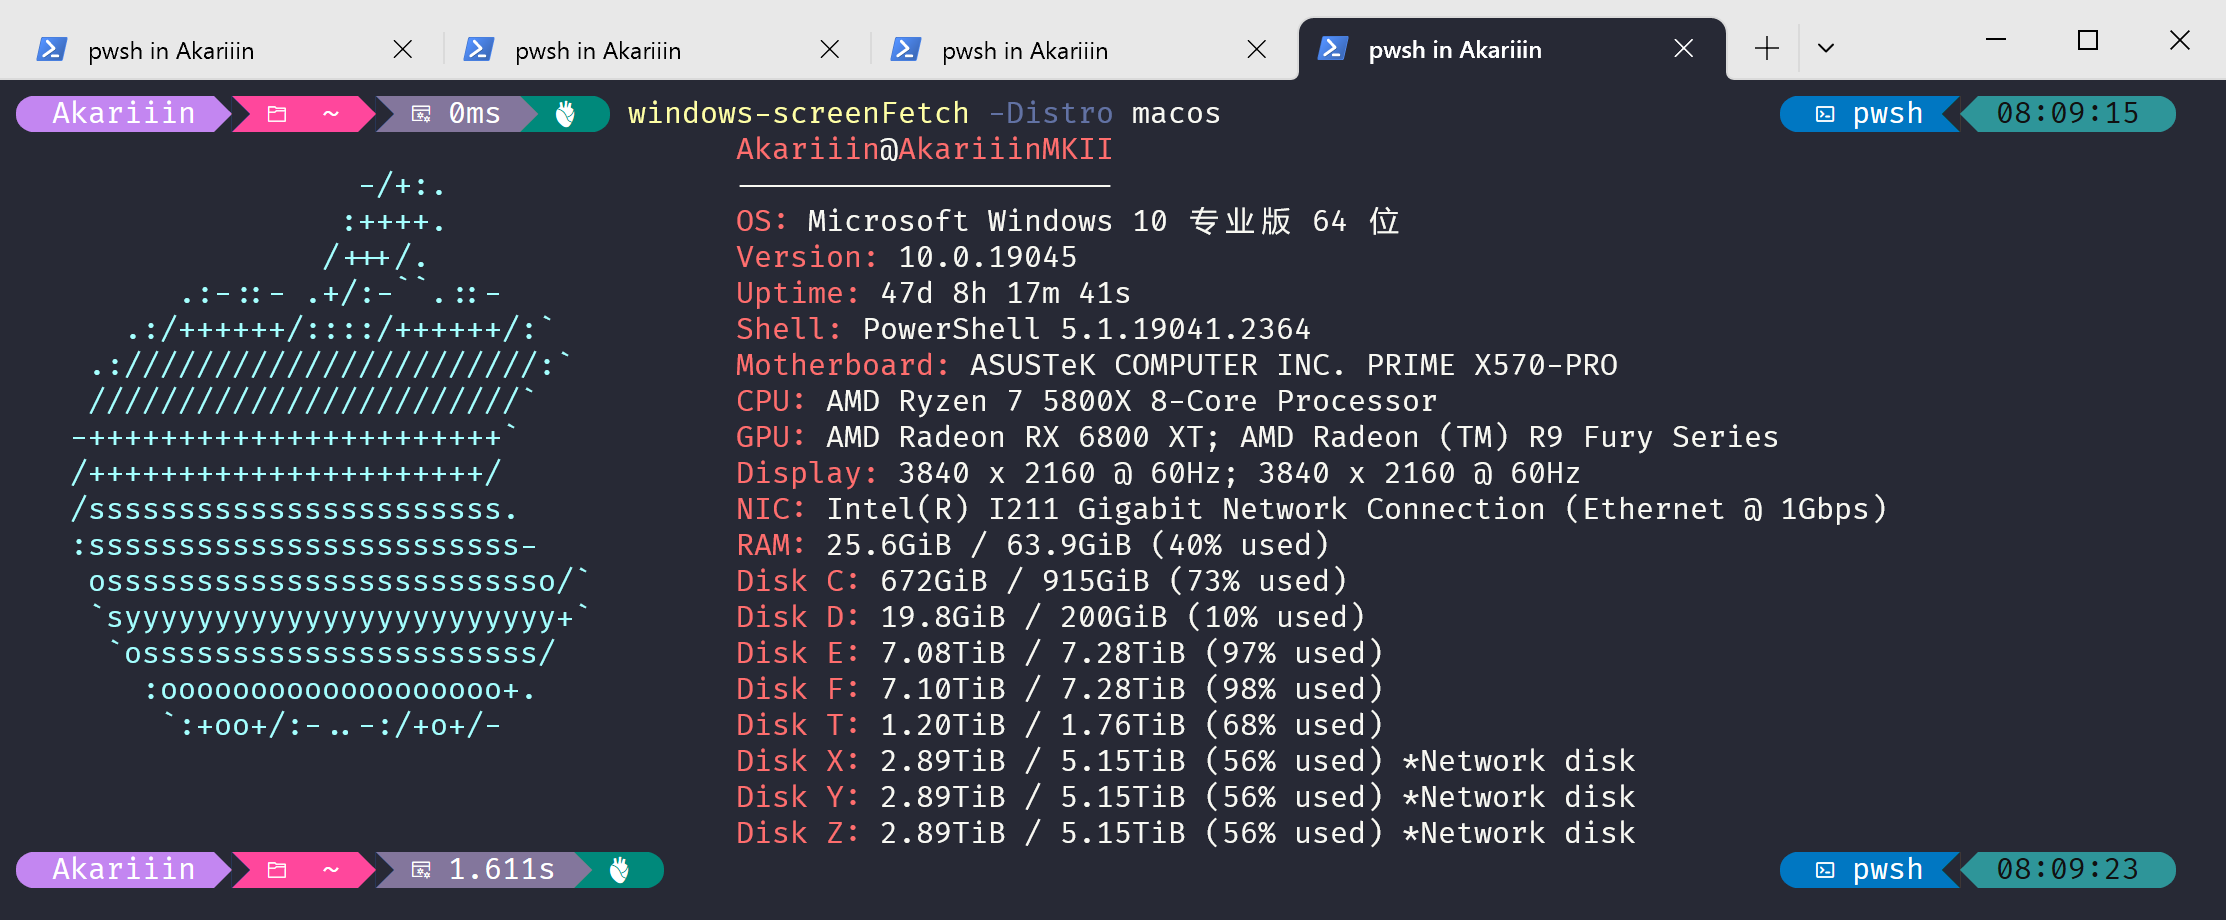 pwsh in Akariiin
pwsh in Akariiin
pwsh in Akariiin
pwsh in Akariiin
Akariiin ~ 0ms windows-screenFetch -Distro macos pwsh 08:09:15
Akariiin@AkariiinMKII
-/+:.
:++++.
/+++/.
.:-::- .+/:-``.::-
.:/++++++/::::/++++++/:`
.:///////////////////////:`
////////////////////////`
-+++++++++++++++++++++++`
/++++++++++++++++++++++/
/sssssssssssssssssssssss.
:ssssssssssssssssssssssss-
osssssssssssssssssssssssso/`
`syyyyyyyyyyyyyyyyyyyyyyyy+`
`ossssssssssssssssssssss/
:ooooooooooooooooooo+.
`:+oo+/:-..-:/+o+/-
OS: Microsoft Windows 10 专业版 64 位
Version: 10.0.19045
Uptime: 47d 8h 17m 41s
Shell: PowerShell 5.1.19041.2364
Motherboard: ASUSTeK COMPUTER INC. PRIME X570-PRO
CPU: AMD Ryzen 7 5800X 8-Core Processor
GPU: AMD Radeon RX 6800 XT; AMD Radeon (TM) R9 Fury Series
Display: 3840 x 2160 @ 60Hz; 3840 x 2160 @ 60Hz
NIC: Intel(R) I211 Gigabit Network Connection (Ethernet @ 1Gbps)
RAM: 25.6GiB / 63.9GiB (40% used)
Disk C: 672GiB / 915GiB (73% used)
Disk D: 19.8GiB / 200GiB (10% used)
Disk E: 7.08TiB / 7.28TiB (97% used)
Disk F: 7.10TiB / 7.28TiB (98% used)
Disk T: 1.20TiB / 1.76TiB (68% used)
Disk X: 2.89TiB / 5.15TiB (56% used) *Network disk
Disk Y: 2.89TiB / 5.15TiB (56% used) *Network disk
Disk Z: 2.89TiB / 5.15TiB (56% used) *Network disk
Akariiin ~ 1.611s pwsh 08:09:23